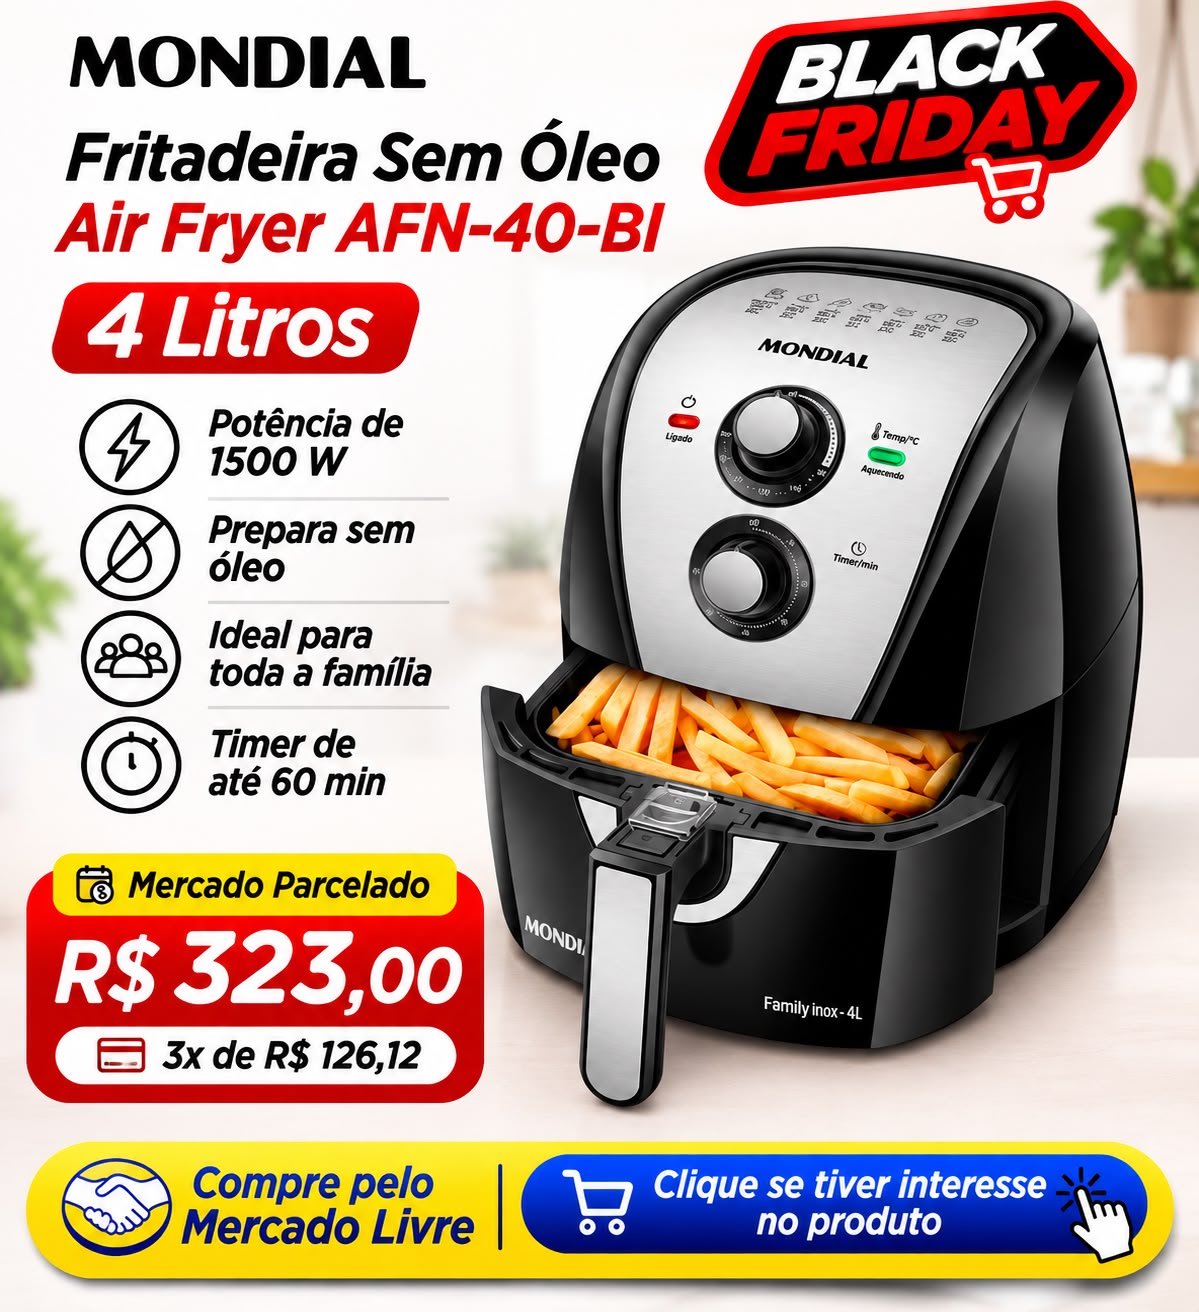 MONDIAL
BLACK
FRIDAY
Fritadeira Sem Óleo
Air Fryer AFN-40-BI
4 Litros
Potência de
1500 W
Prepara sem
óleo
Ideal para
toda a família
Timer de
até 60 min
MONDIAL
Ligado
Temp/°C
Aquecendo
Timer/min
MONDI
Family inox - 4L
Mercado Parcelado
R$ 323,00
3x de R$ 126,12
Compre pelo
Mercado Livre
Clique se tiver interesse
no produto